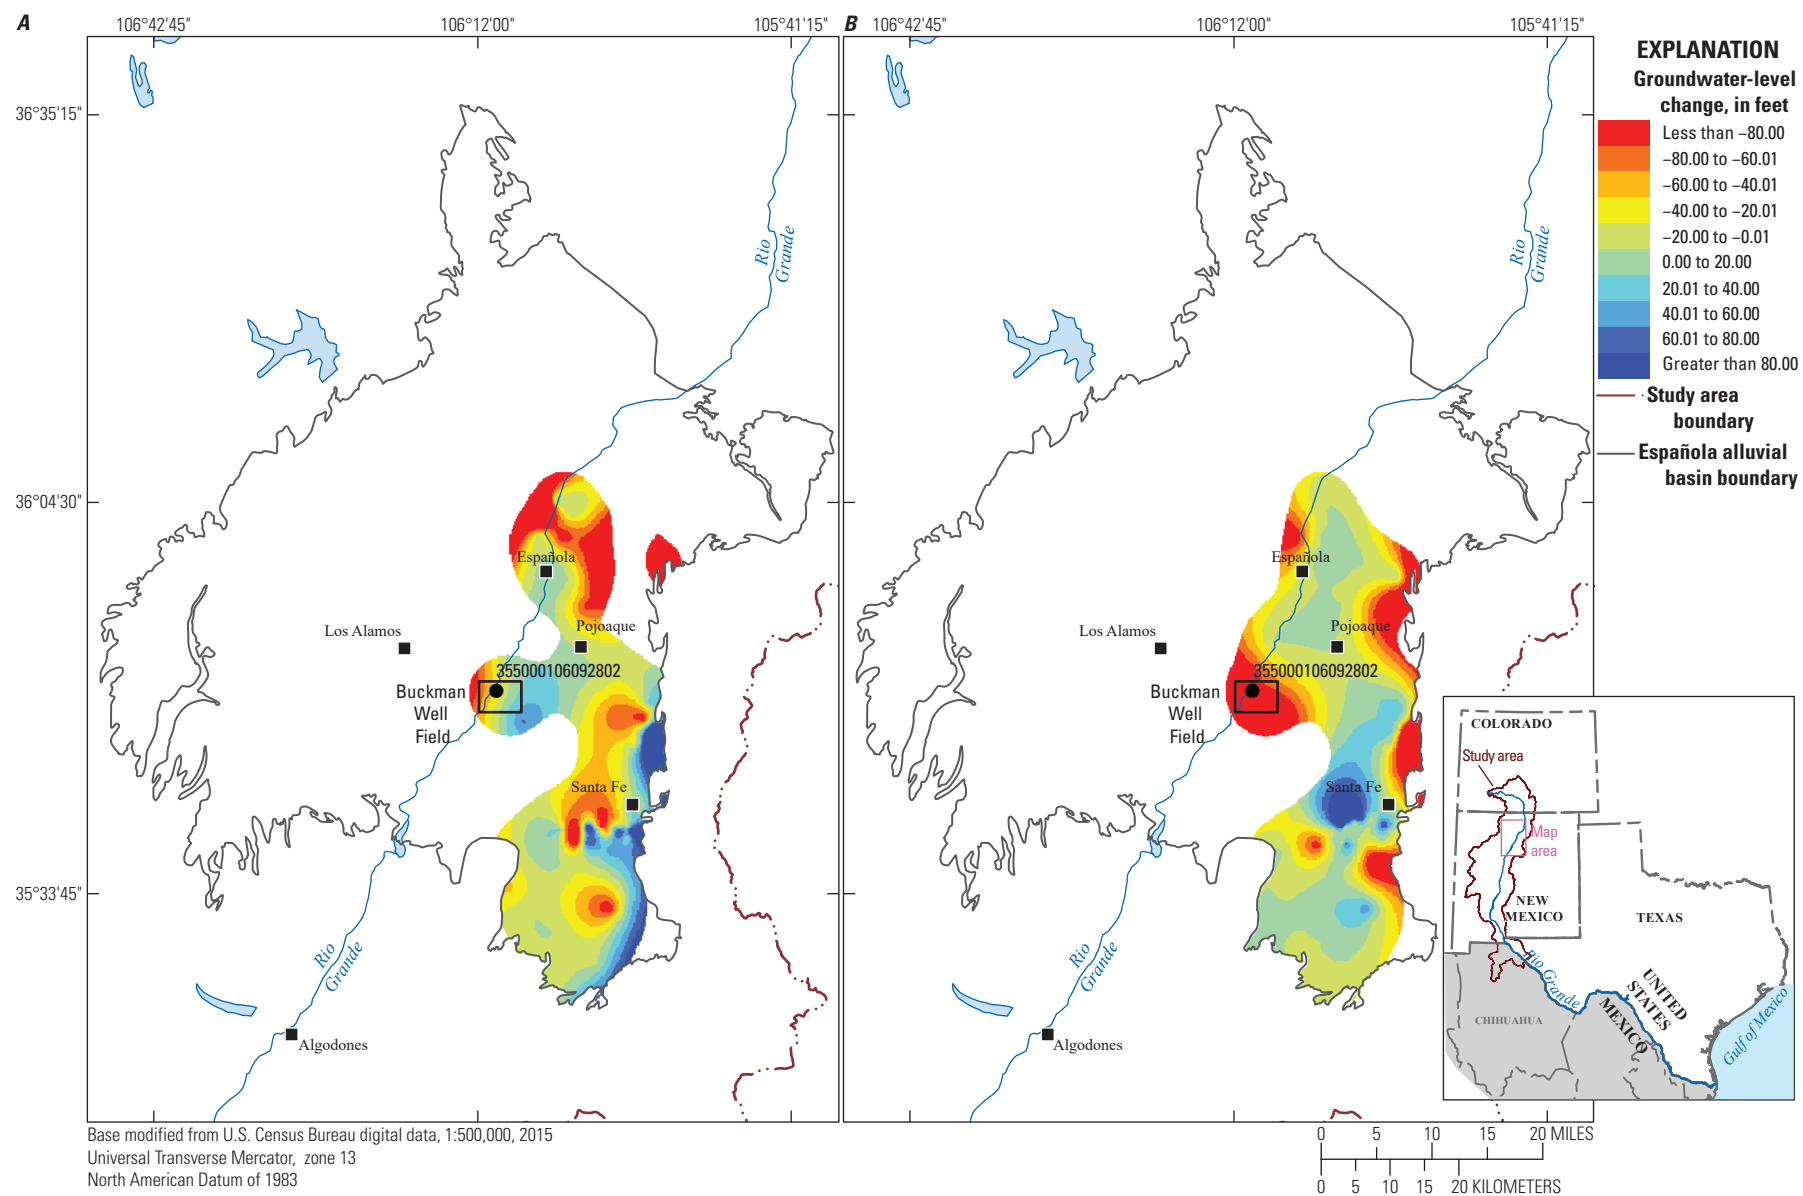 A
106°42'45"
106°12'00"
105°41'15"
B
106°42'45"
106°12'00"
105°41'15"
36°35'15"
36°04'30"
35°33'45"
Rio
Grande
Española
Pojoaque
Los Alamos
355000106092802
Buckman
Well
Field
Santa Fe
Rio
Grande
Algodones
Rio
Grande
Española
Pojoaque
Los Alamos
355000106092802
Buckman
Well
Field
Santa Fe
Rio
Grande
Algodones
EXPLANATION
Groundwater-level
change, in feet
Less than −80.00
−80.00 to −60.01
−60.00 to −40.01
−40.00 to −20.01
−20.00 to −0.01
0.00 to 20.00
20.01 to 40.00
40.01 to 60.00
60.01 to 80.00
Greater than 80.00
Study area
boundary
Española alluvial
basin boundary
COLORADO
Study area
Map
area
NEW
MEXICO
TEXAS
Rio Grande
UNITED
STATES
MEXICO
CHIHUAHUA
Gulf of Mexico
Base modified from U.S. Census Bureau digital data, 1:500,000, 2015
Universal Transverse Mercator, zone 13
North American Datum of 1983
0 5 10 15 20 MILES
0 5 10 15 20 KILOMETERS